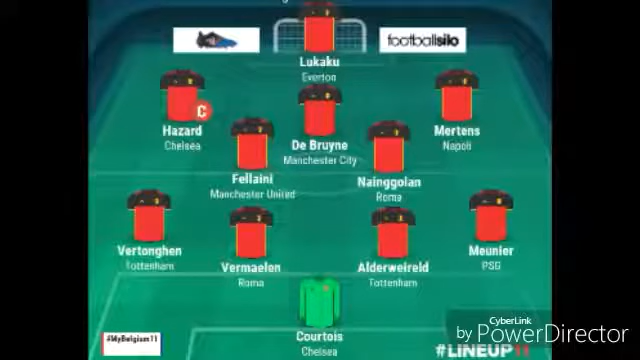 footballsilo
Lukaku
Everton
C
Hazard
Chelsea
De Bruyne
Manchester City
Mertens
Napoli
Fellaini
Manchester United
Nainggolan
Roma
Vertonghen
Tottenham
Vermaelen
Roma
Alderweireld
Tottenham
Meunier
PSG
Courtois
Chelsea
#MyBelgium11
#LINEUP11
CyberLink
by PowerDirector